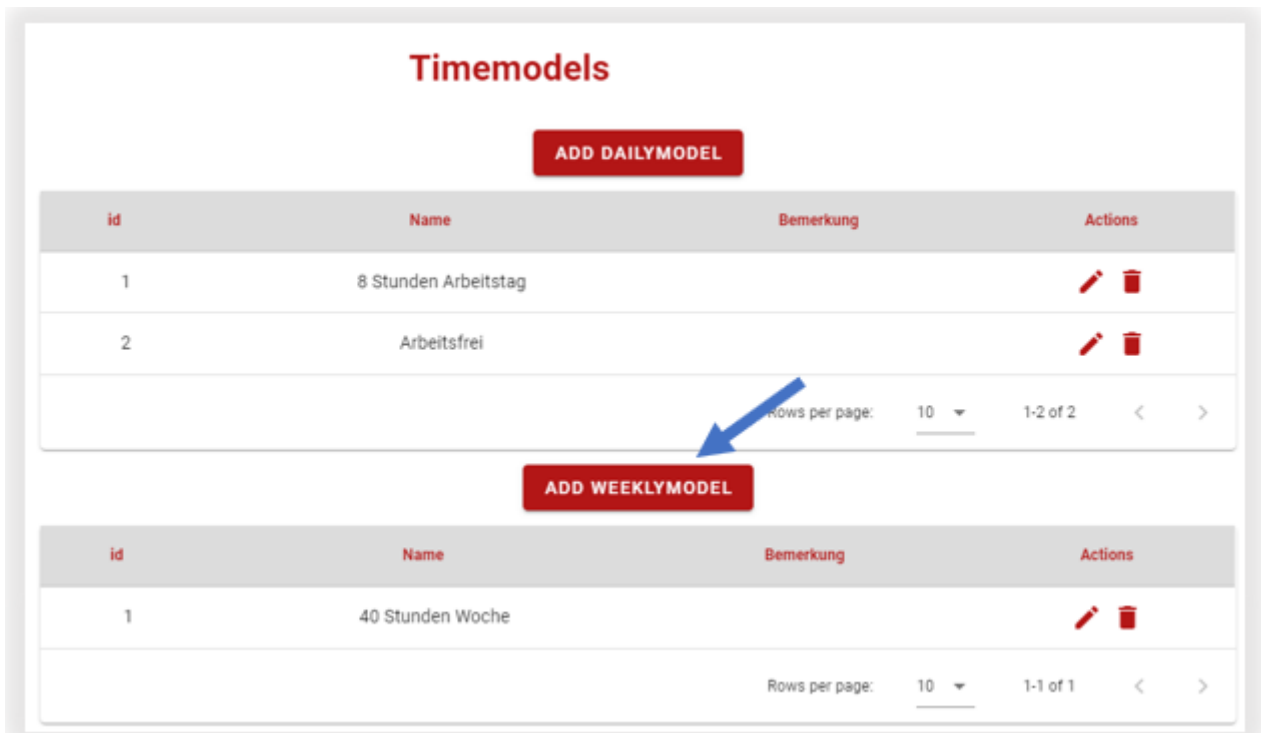 Timemodels
ADD DAILYMODEL
id Name Bemerkung Actions
1 8 Stunden Arbeitstag
2 Arbeitsfrei
Rows per page: 10 1-2 of 2
ADD WEEKLYMODEL
id Name Bemerkung Actions
1 40 Stunden Woche
Rows per page: 10 1-1 of 1